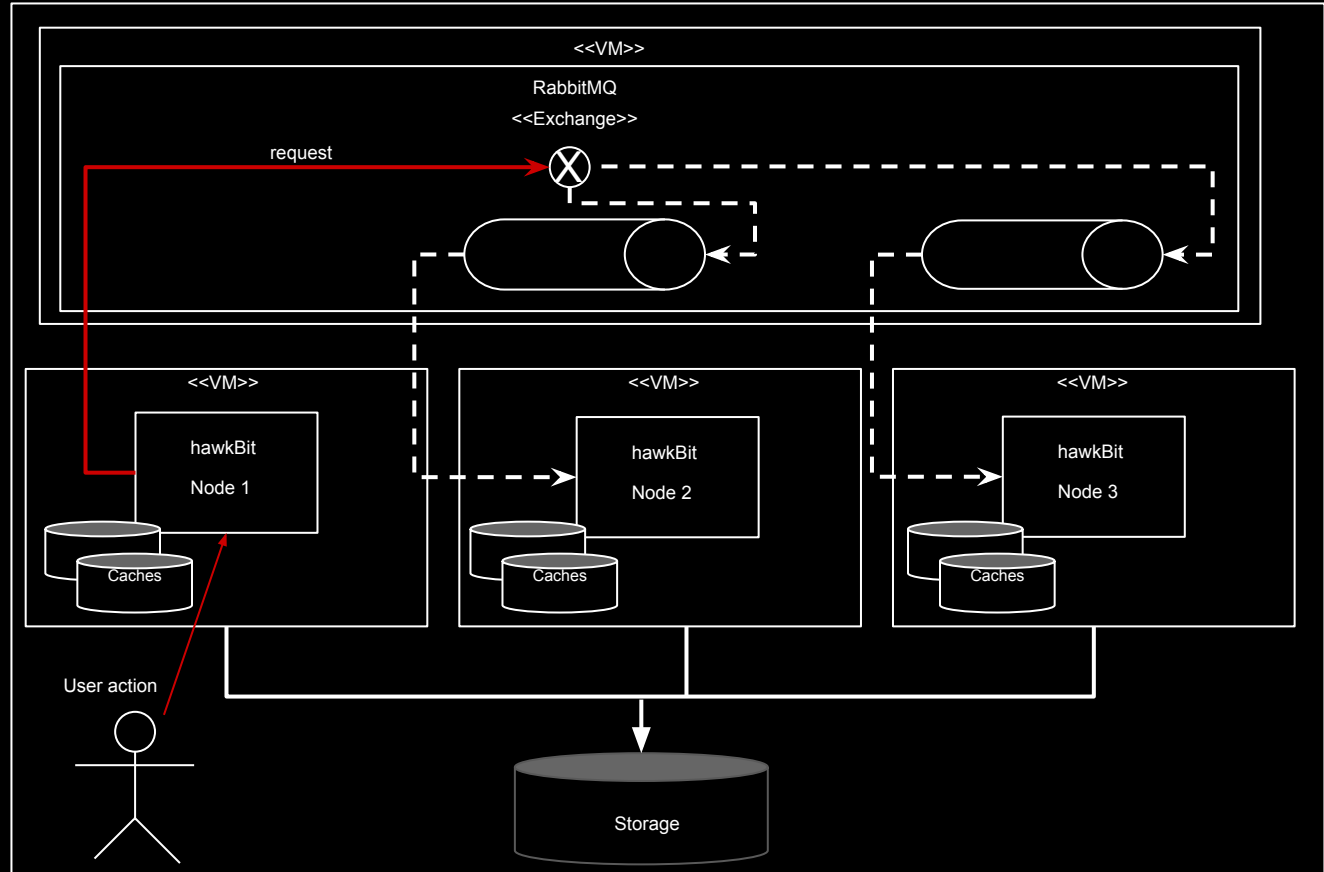 <<VM>>
RabbitMQ
<<Exchange>>
request
X
<<VM>>
hawkBit
Node 1
Caches
<<VM>>
hawkBit
Node 2
Caches
<<VM>>
hawkBit
Node 3
Caches
User action
Storage